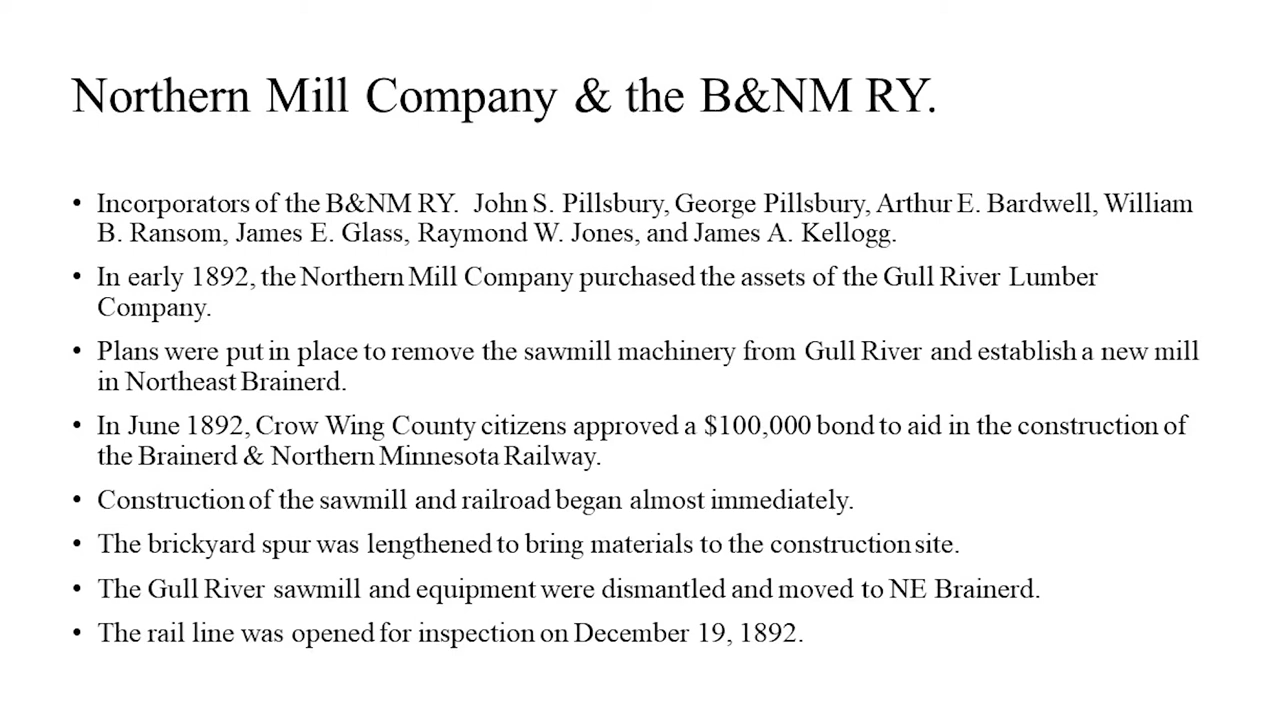 Northern Mill Company & the B&NM RY.
• Incorporators of the B&NM RY.  John S. Pillsbury, George Pillsbury, Arthur E. Bardwell, William
B. Ransom, James E. Glass, Raymond W. Jones, and James A. Kellogg.
• In early 1892, the Northern Mill Company purchased the assets of the Gull River Lumber
Company.
• Plans were put in place to remove the sawmill machinery from Gull River and establish a new mill
in Northeast Brainerd.
• In June 1892, Crow Wing County citizens approved a $100,000 bond to aid in the construction of
the Brainerd & Northern Minnesota Railway.
• Construction of the sawmill and railroad began almost immediately.
• The brickyard spur was lengthened to bring materials to the construction site.
• The Gull River sawmill and equipment were dismantled and moved to NE Brainerd.
• The rail line was opened for inspection on December 19, 1892.